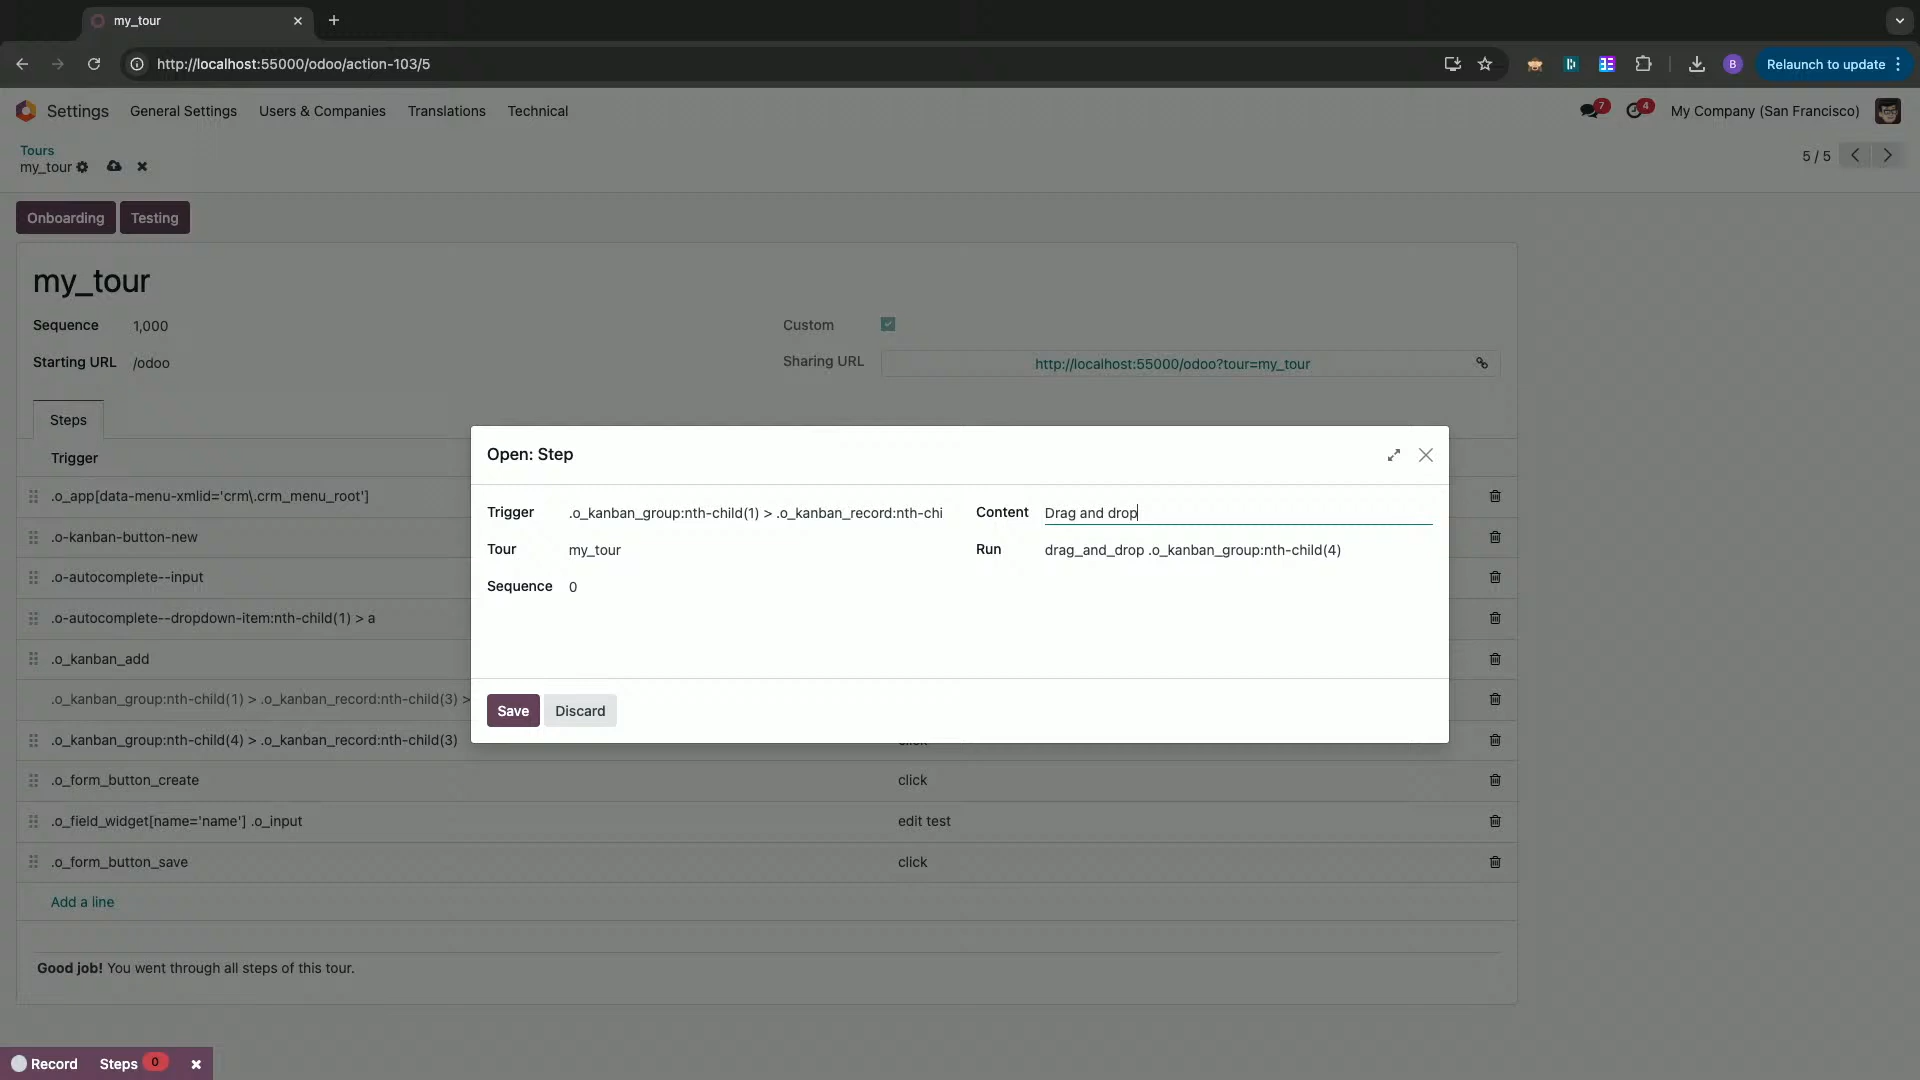 my_tour
http://localhost:55000/odoo/action-103/5
B
Relaunch to update
Settings
General Settings
Users & Companies
Translations
Technical
7
4
My Company (San Francisco)
Tours
my_tour
5 / 5
Onboarding
Testing
my_tour
Sequence
1,000
Custom
Starting URL
/odoo
Sharing URL
http://localhost:55000/odoo?tour=my_tour
Steps
Trigger
.o_app[data-menu-xmlid='crm\.crm_menu_root']
.o-kanban-button-new
.o-autocomplete--input
.o-autocomplete--dropdown-item:nth-child(1) > a
.o_kanban_add
.o_kanban_group:nth-child(1) > .o_kanban_record:nth-child(3) >
.o_kanban_group:nth-child(4) > .o_kanban_record:nth-child(3)
click
.o_form_button_create
click
.o_field_widget[name='name'] .o_input
edit test
.o_form_button_save
click
Add a line
Good job! You went through all steps of this tour.
Open: Step
Trigger
.o_kanban_group:nth-child(1) > .o_kanban_record:nth-chi
Content
Drag and drop
Tour
my_tour
Run
drag_and_drop .o_kanban_group:nth-child(4)
Sequence
0
Save
Discard
Record
Steps
0